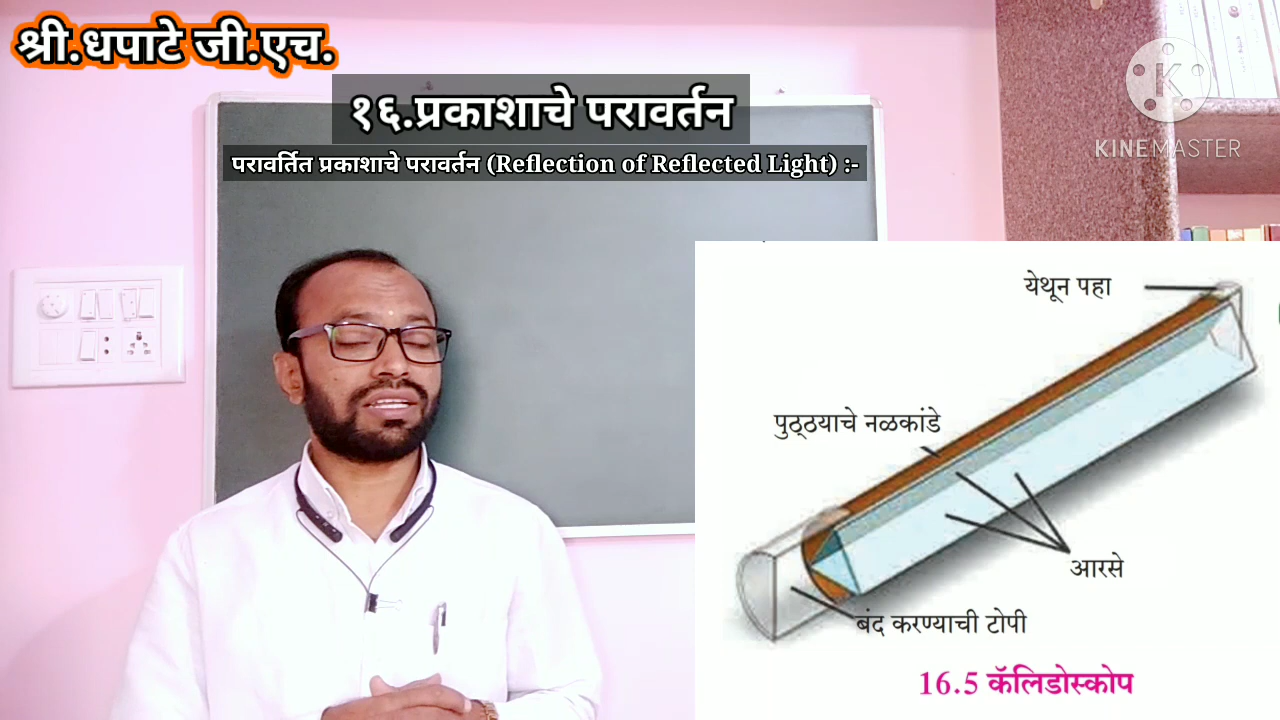 श्री.धपाटे जी.एच.
१६.प्रकाशाचे परावर्तन
परावर्तित प्रकाशाचे परावर्तन (Reflection of Reflected Light) :-
K
KINEMASTER
येथून पहा
पुठ्ठयाचे नळकांडे
आरसे
बंद करण्याची टोपी
16.5 कॅलिडोस्कोप